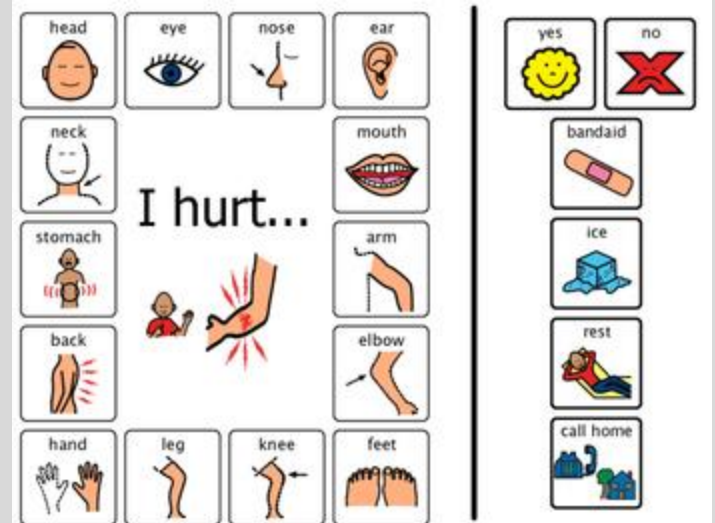 head
eye
nose
ear
neck
mouth
I hurt...
stomach
arm
back
elbow
hand
leg
knee
feet
yes
no
bandaid
ice
rest
call home